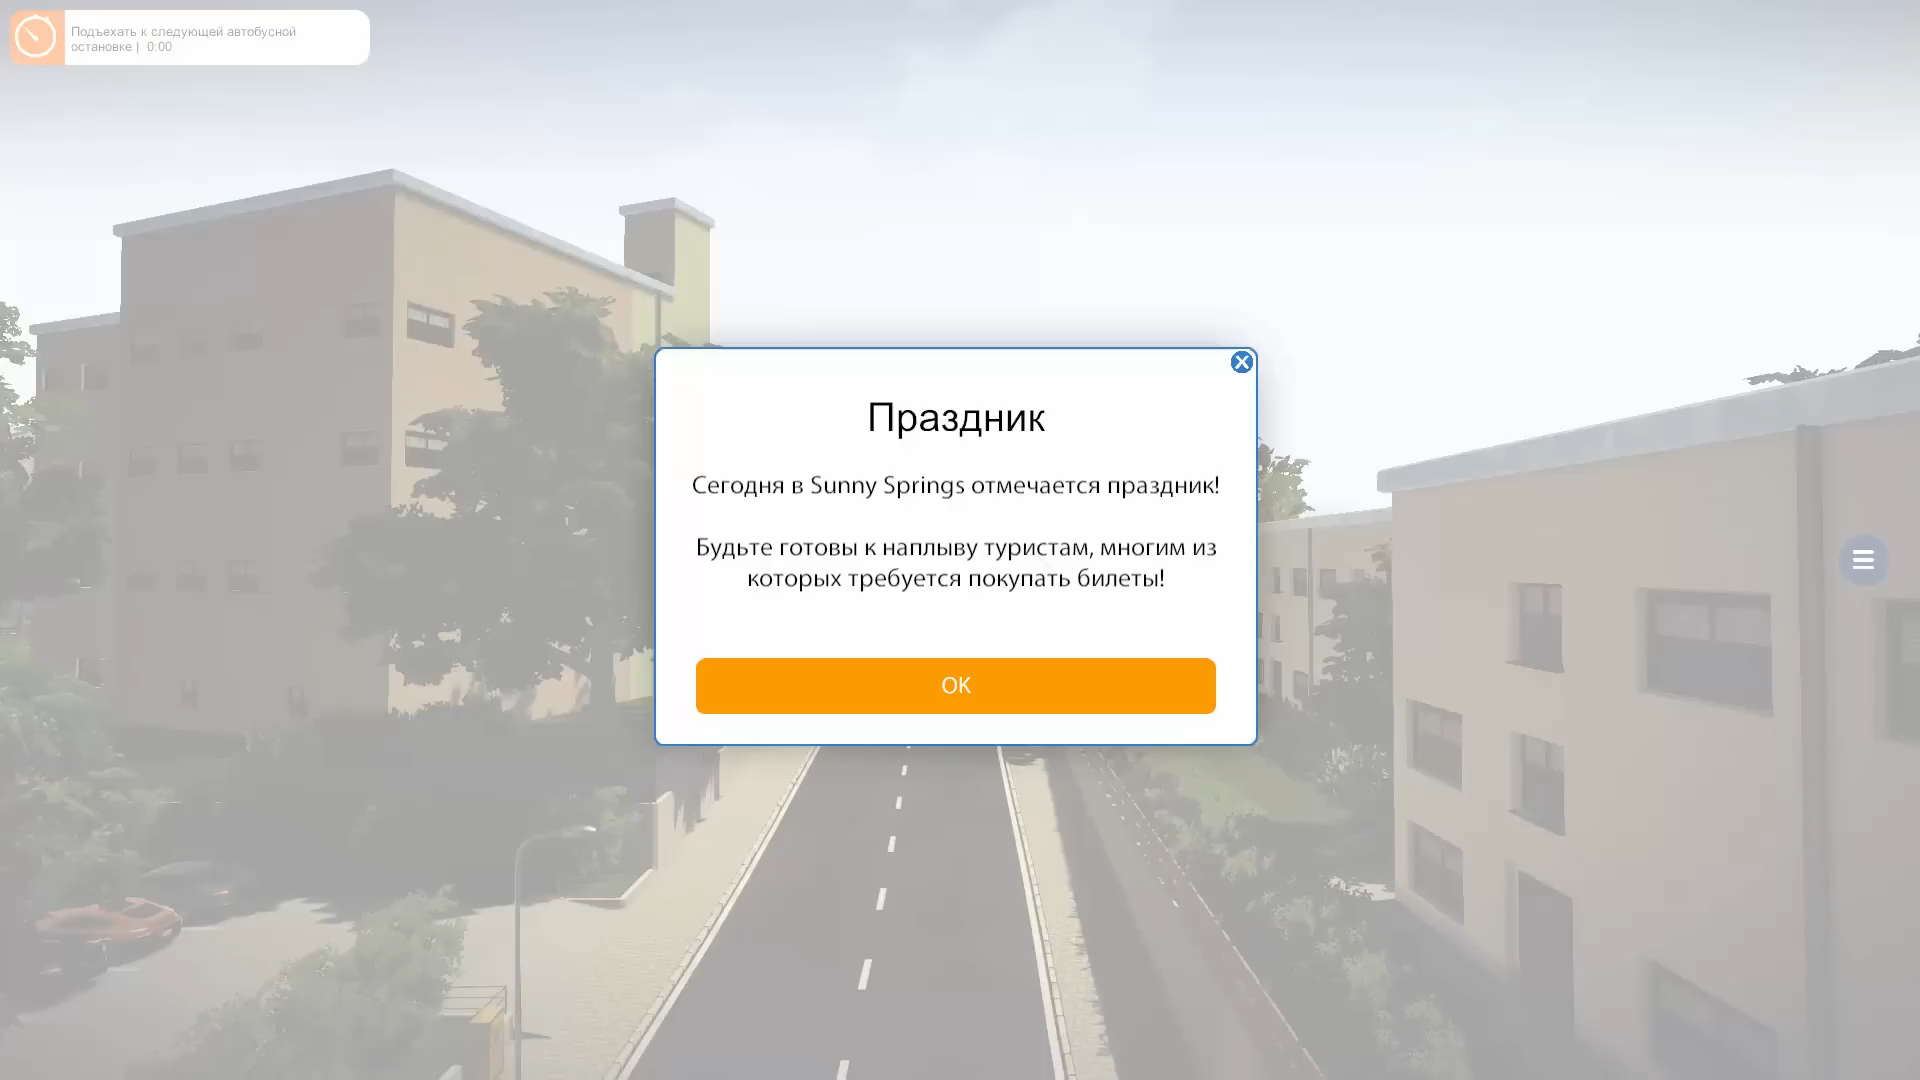 Подъехать к следующей автобусной
остановке | 0:00
Праздник
Сегодня в Sunny Springs отмечается праздник!
Будьте готовы к наплыву туристам, многим из
которых требуется покупать билеты!
OK